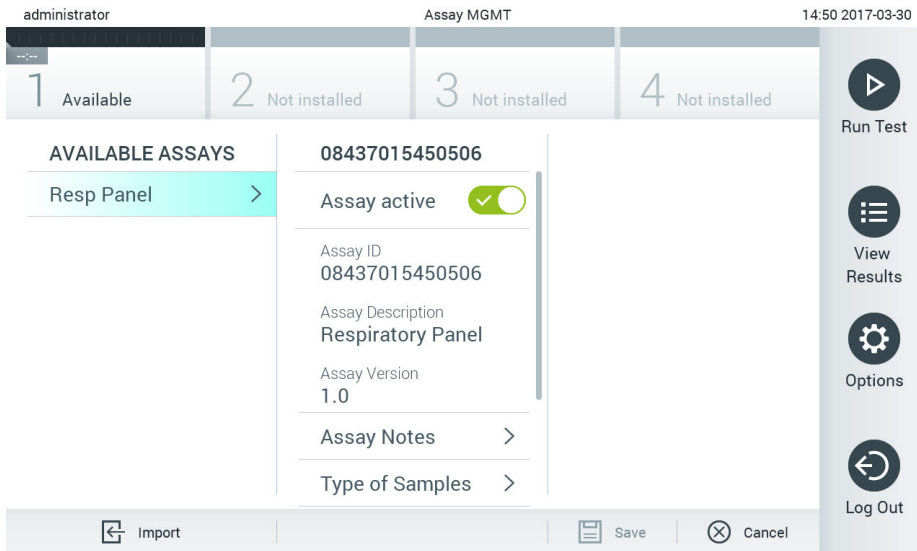 administrator
Assay MGMT
14:50 2017-03-30
--:--
1 Available
2 Not installed
3 Not installed
4 Not installed
Run Test
View
Results
Options
Log Out
AVAILABLE ASSAYS
Resp Panel
08437015450506
Assay active
Assay ID
08437015450506
Assay Description
Respiratory Panel
Assay Version
1.0
Assay Notes
Type of Samples
Import
Save
Cancel